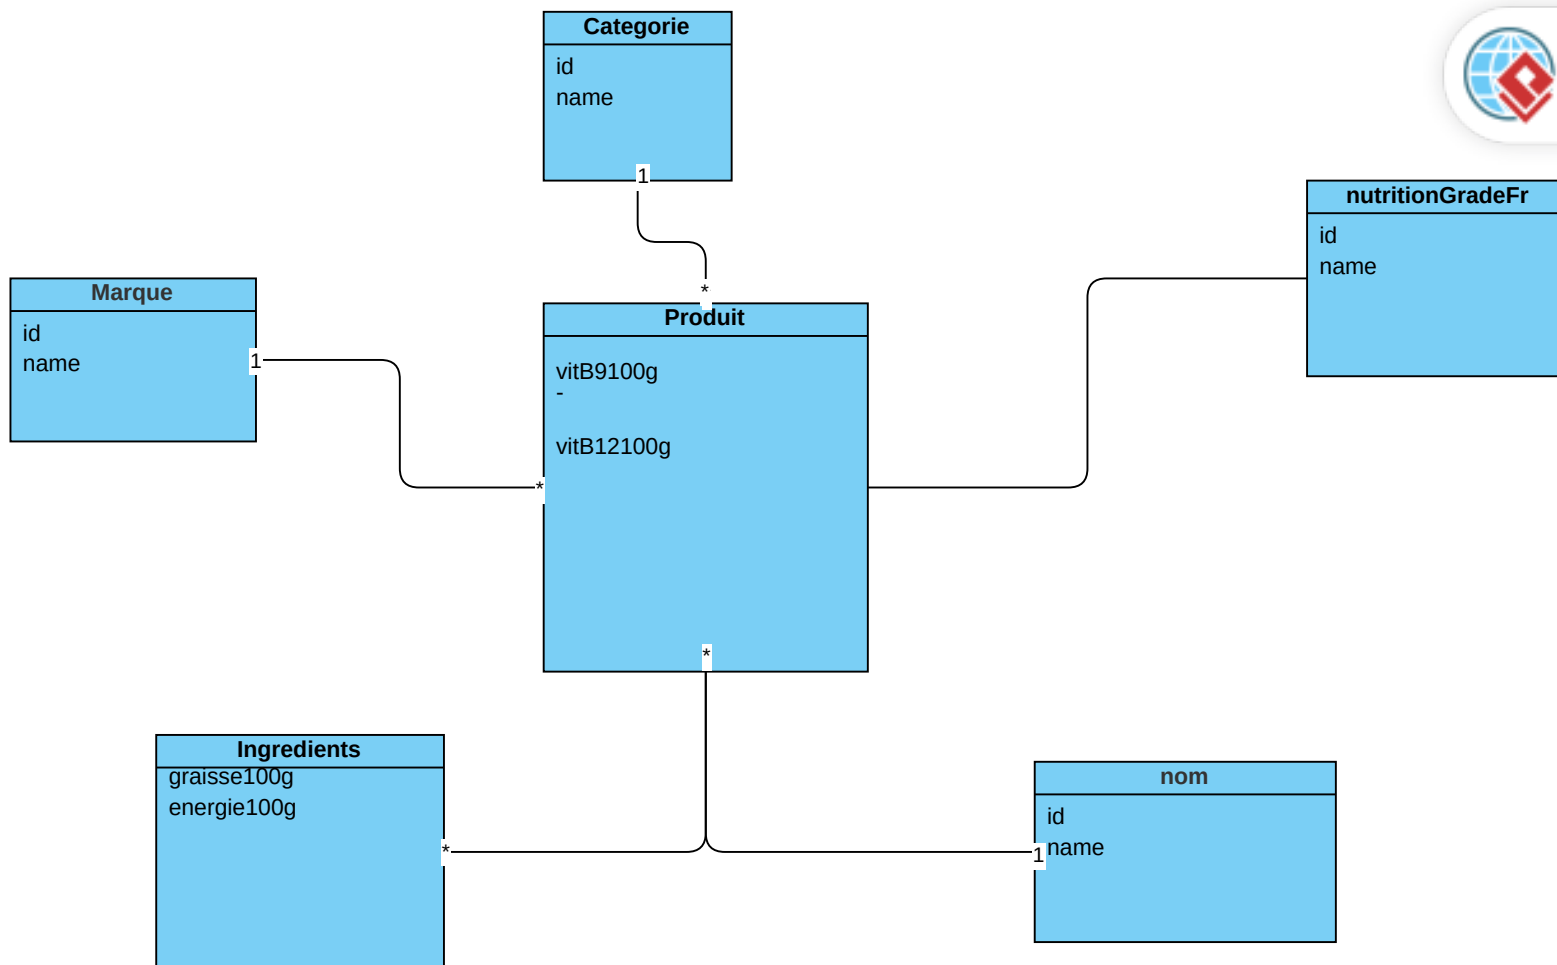 Categorie
id
name
1
*
nutritionGradeFr
id
name
Marque
id
name
1
*
Produit
vitB9100g
-
vitB12100g
*
Ingredients
graisse100g
energie100g
*
nom
id
name
1